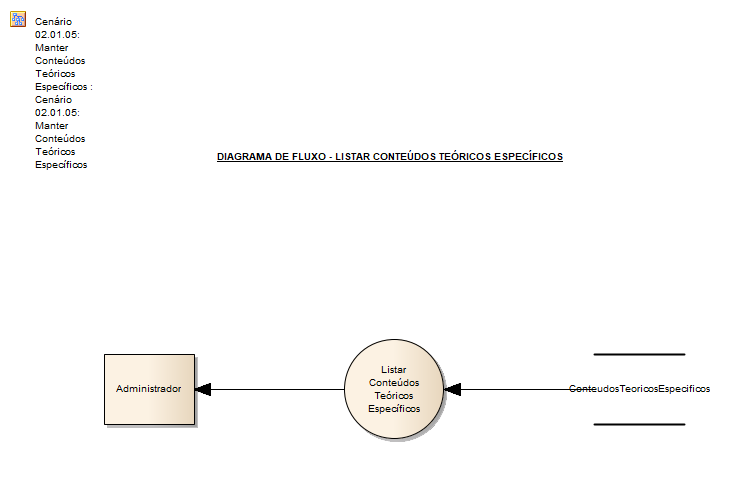 Cenário
02.01.05:
Manter
Conteúdos
Teóricos
Específicos :
Cenário
02.01.05:
Manter
Conteúdos
Teóricos
Específicos
DIAGRAMA DE FLUXO - LISTAR CONTEÚDOS TEÓRICOS ESPECÍFICOS
Administrador
Listar
Conteúdos
Teóricos
Específicos
ConteudosTeoricosEspecificos